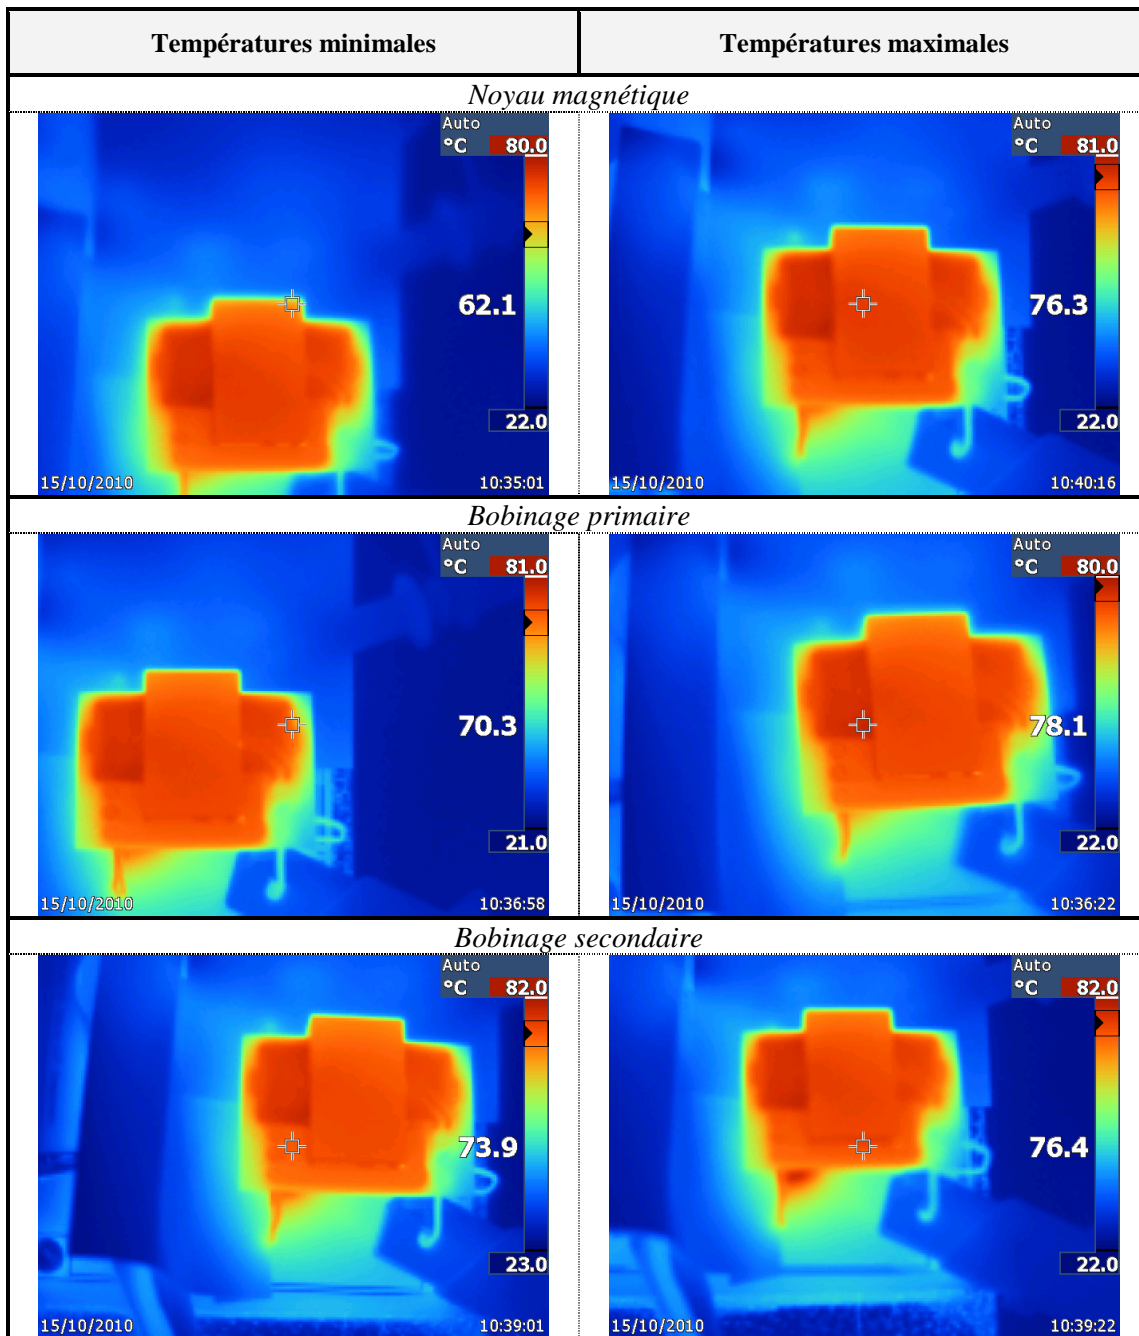 Températures minimales
Températures maximales
Noyau magnétique
Auto
°C 80.0
62.1
22.0
15/10/2010 10:35:01
Auto
°C 81.0
76.3
22.0
15/10/2010 10:40:16
Bobinage primaire
Auto
°C 81.0
70.3
21.0
15/10/2010 10:36:58
Auto
°C 80.0
78.1
22.0
15/10/2010 10:36:22
Bobinage secondaire
Auto
°C 82.0
73.9
23.0
15/10/2010 10:39:01
Auto
°C 82.0
76.4
22.0
15/10/2010 10:39:22